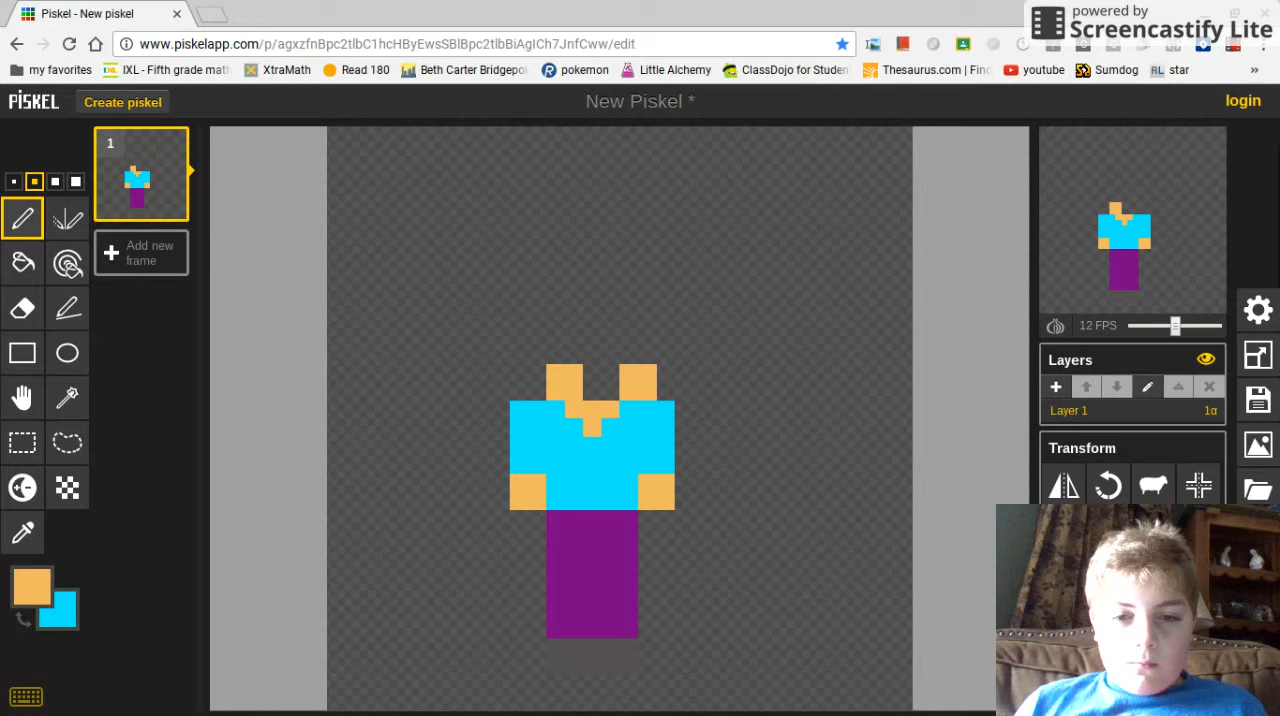 Piskel - New piskel
powered by
Screencastify Lite
www.piskelapp.com/p/agxzfnBpc2tlbC1hcHByEwsSBlBpc2tlbBiAgICh7JnfCww/edit
my favorites
IXL - Fifth grade math
XtraMath
Read 180
Beth Carter Bridgepo
pokemon
Little Alchemy
ClassDojo for Studen
Thesaurus.com | Find
youtube
Sumdog
RL star
»
PISKEL
Create piskel
New Piskel *
login
1
Add new
frame
12 FPS
Layers
Layer 1
1α
Transform